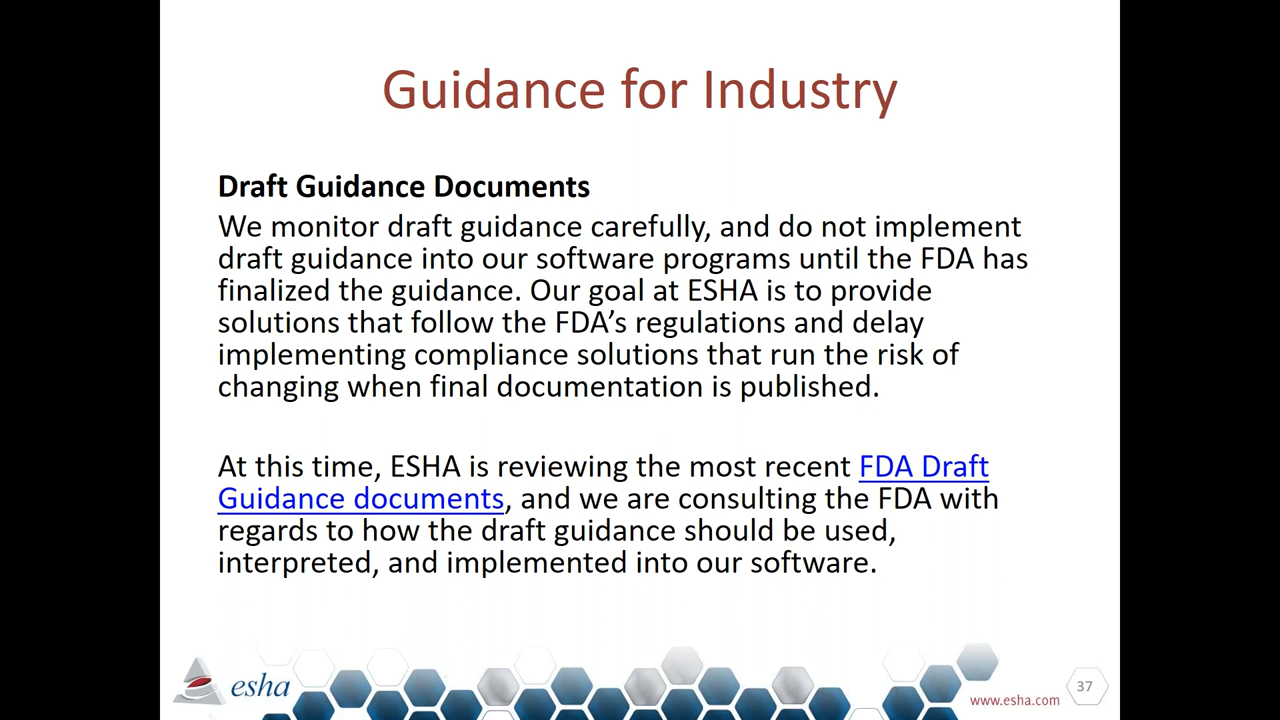 Guidance for Industry
Draft Guidance Documents
We monitor draft guidance carefully, and do not implement
draft guidance into our software programs until the FDA has
finalized the guidance. Our goal at ESHA is to provide
solutions that follow the FDA’s regulations and delay
implementing compliance solutions that run the risk of
changing when final documentation is published.
At this time, ESHA is reviewing the most recent FDA Draft
Guidance documents, and we are consulting the FDA with
regards to how the draft guidance should be used,
interpreted, and implemented into our software.
esha
www.esha.com
37